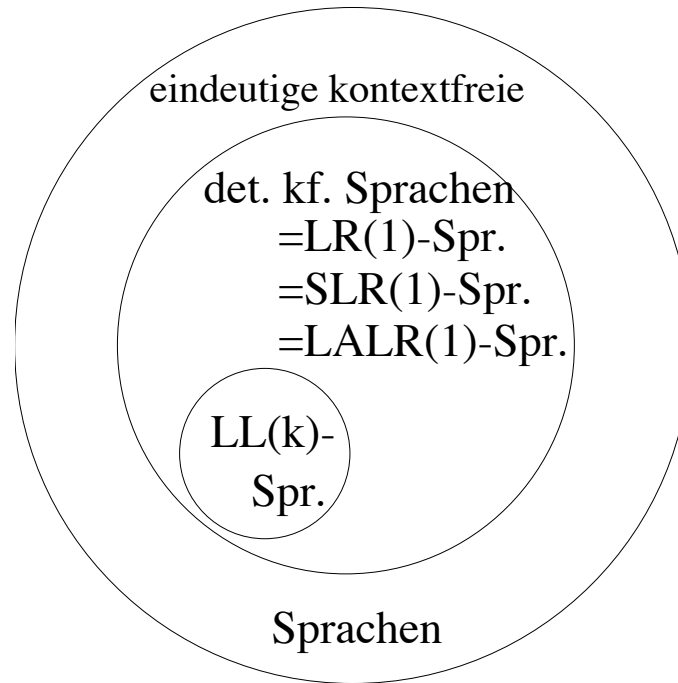 eindeutige kontextfreie
det. kf. Sprachen
=LR(1)-Spr.
=SLR(1)-Spr.
=LALR(1)-Spr.
LL(k)-
Spr.
Sprachen